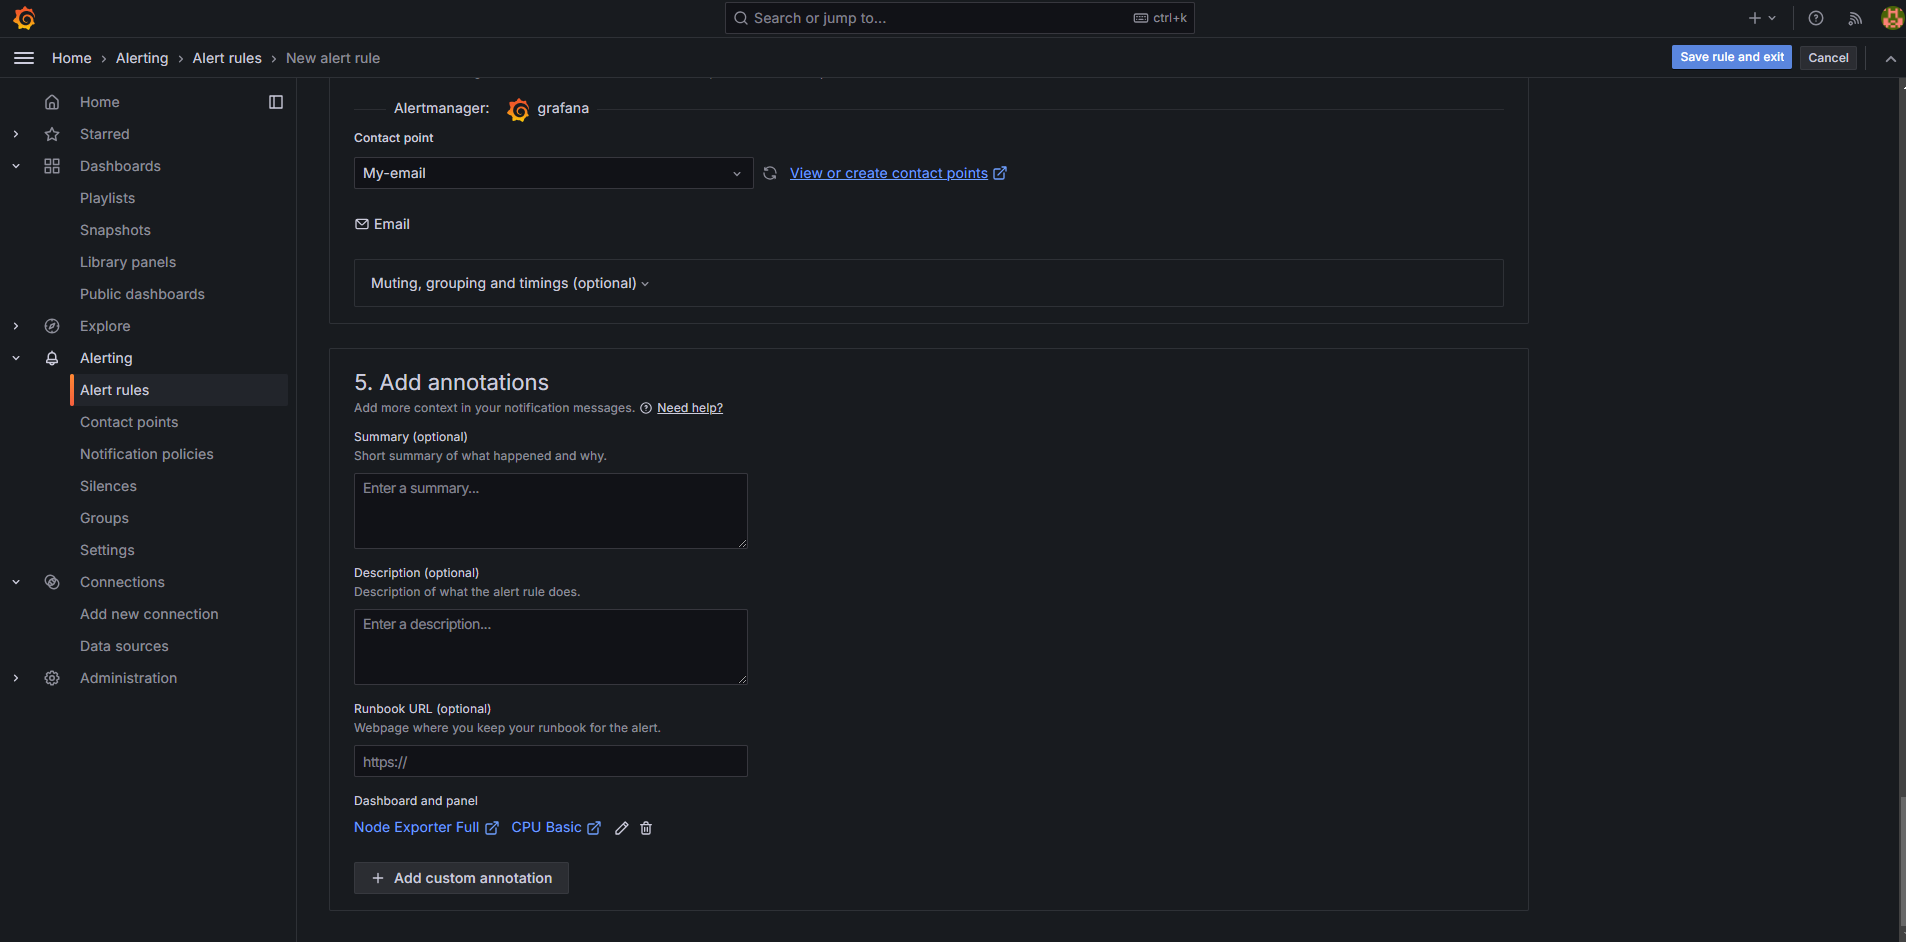 Search or jump to...
ctrl+k
Home › Alerting › Alert rules › New alert rule
Save rule and exit
Cancel
Home
Starred
Dashboards
Playlists
Snapshots
Library panels
Public dashboards
Explore
Alerting
Alert rules
Contact points
Notification policies
Silences
Groups
Settings
Connections
Add new connection
Data sources
Administration
Alertmanager: grafana
Contact point
My-email
View or create contact points
Email
Muting, grouping and timings (optional)
5. Add annotations
Add more context in your notification messages. Need help?
Summary (optional)
Short summary of what happened and why.
Enter a summary...
Description (optional)
Description of what the alert rule does.
Enter a description...
Runbook URL (optional)
Webpage where you keep your runbook for the alert.
https://
Dashboard and panel
Node Exporter Full CPU Basic
Add custom annotation